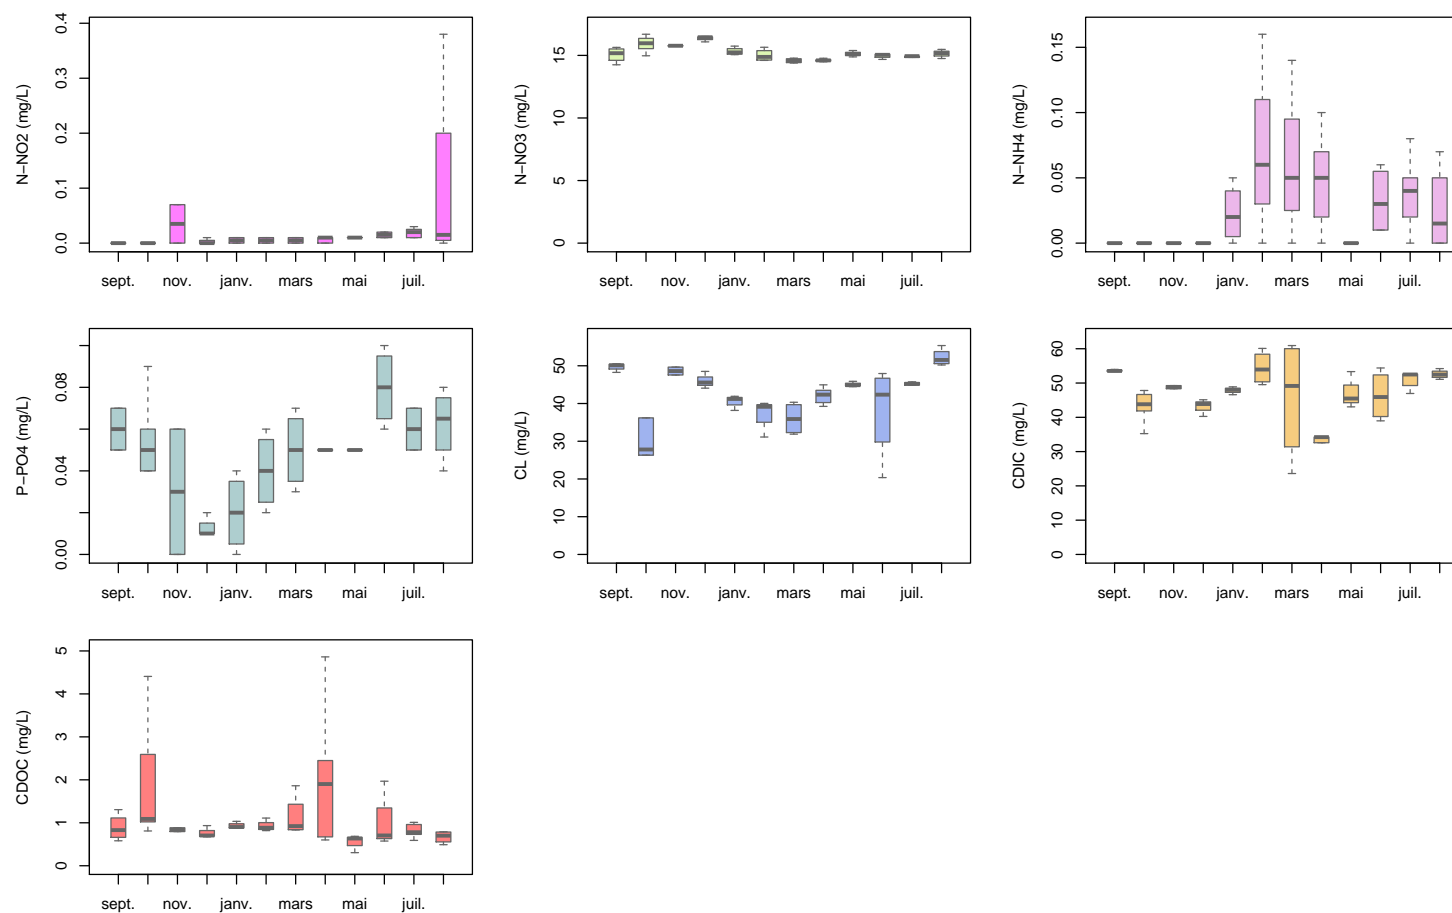 N−NO2 (mg/L)
0.0 0.1 0.2 0.3 0.4
sept. nov. janv. mars mai juil.
N−NO3 (mg/L)
0 5 10 15
sept. nov. janv. mars mai juil.
N−NH4 (mg/L)
0.00 0.05 0.10 0.15
sept. nov. janv. mars mai juil.
P−PO4 (mg/L)
0.00 0.04 0.08
sept. nov. janv. mars mai juil.
CL (mg/L)
0 10 20 30 40 50
sept. nov. janv. mars mai juil.
CDIC (mg/L)
0 10 20 30 40 50 60
sept. nov. janv. mars mai juil.
CDOC (mg/L)
0 1 2 3 4 5
sept. nov. janv. mars mai juil.